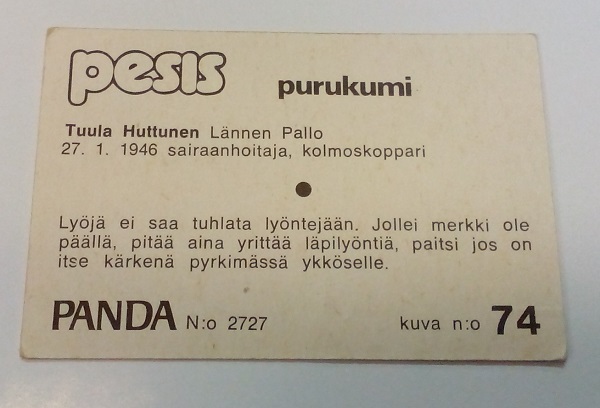 pesis purukumi
Tuula Huttunen Lännen Pallo
27. 1. 1946 sairaanhoitaja, kolmoskoppari
Lyöjä ei saa tuhlata lyöntejään. Jollei merkki ole
päällä, pitää aina yrittää läpilyöntiä, paitsi jos on
itse kärkenä pyrkimässä ykköselle.
PANDA N:o 2727 kuva n:o 74